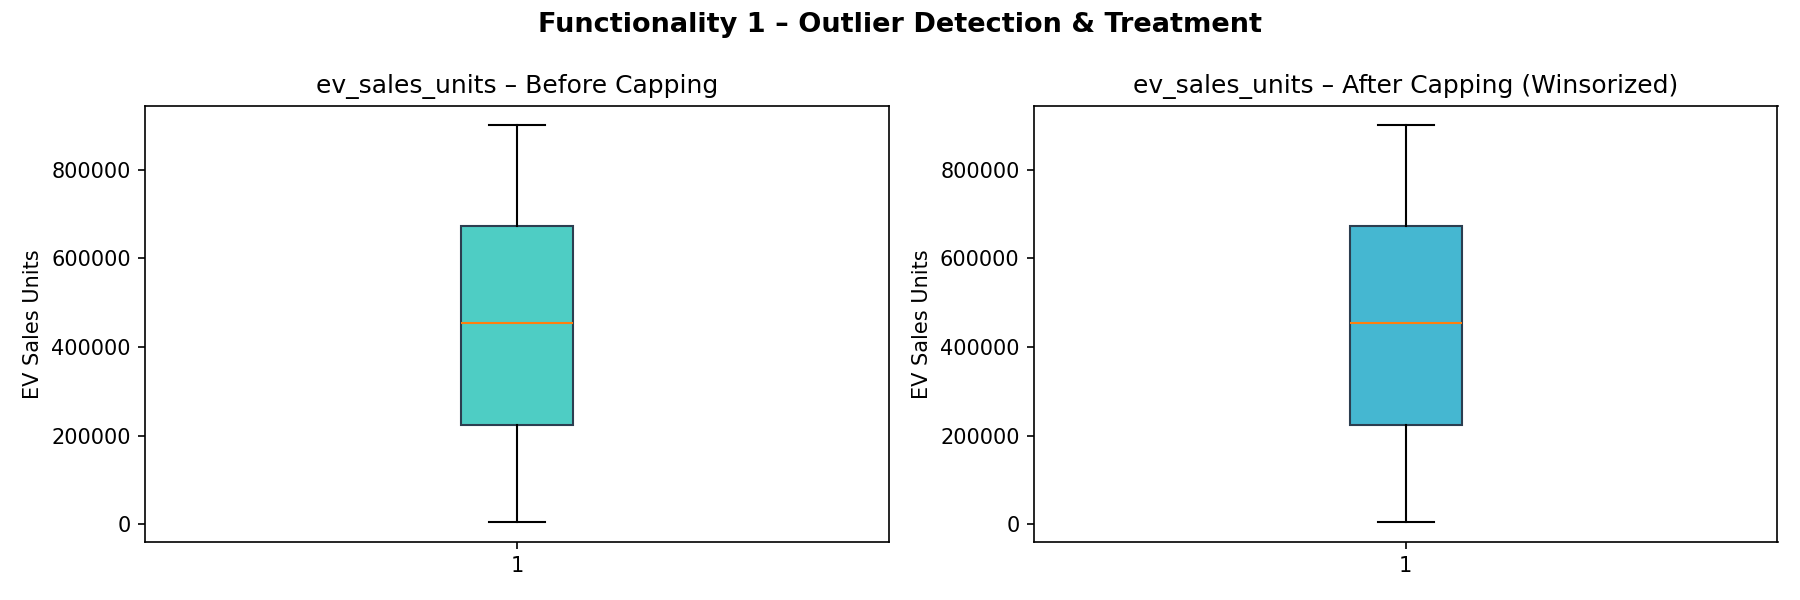 Functionality 1 – Outlier Detection & Treatment
ev_sales_units – Before Capping
EV Sales Units
800000
600000
400000
200000
0
1
ev_sales_units – After Capping (Winsorized)
EV Sales Units
800000
600000
400000
200000
0
1